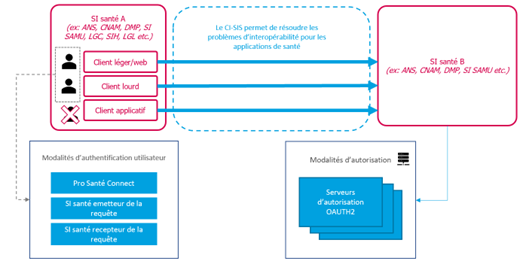 SI santé A
(ex: ANS, CNAM, DMP, SI
SAMU, LGC, SIH, LGL etc.)
Client léger/web
Client lourd
Client applicatif
Le CI-SIS permet de résoudre les
problèmes d'interopérabilité pour les
applications de santé
SI santé B
(ex: ANS, CNAM, DMP, SI SAMU etc.)
Modalités d'authentification utilisateur
Pro Santé Connect
SI santé emetteur de la
requête
SI santé recepteur de la
requête
Modalités d'autorisation
Serveurs
d'autorisation
OAUTH2